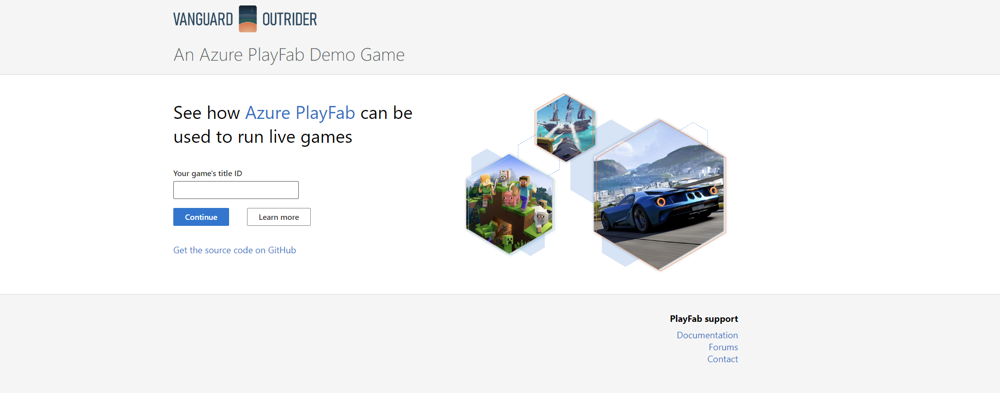 VANGUARD OUTRIDER
An Azure PlayFab Demo Game
See how Azure PlayFab can be
used to run live games
Your game's title ID
Continue
Learn more
Get the source code on GitHub
PlayFab support
Documentation
Forums
Contact